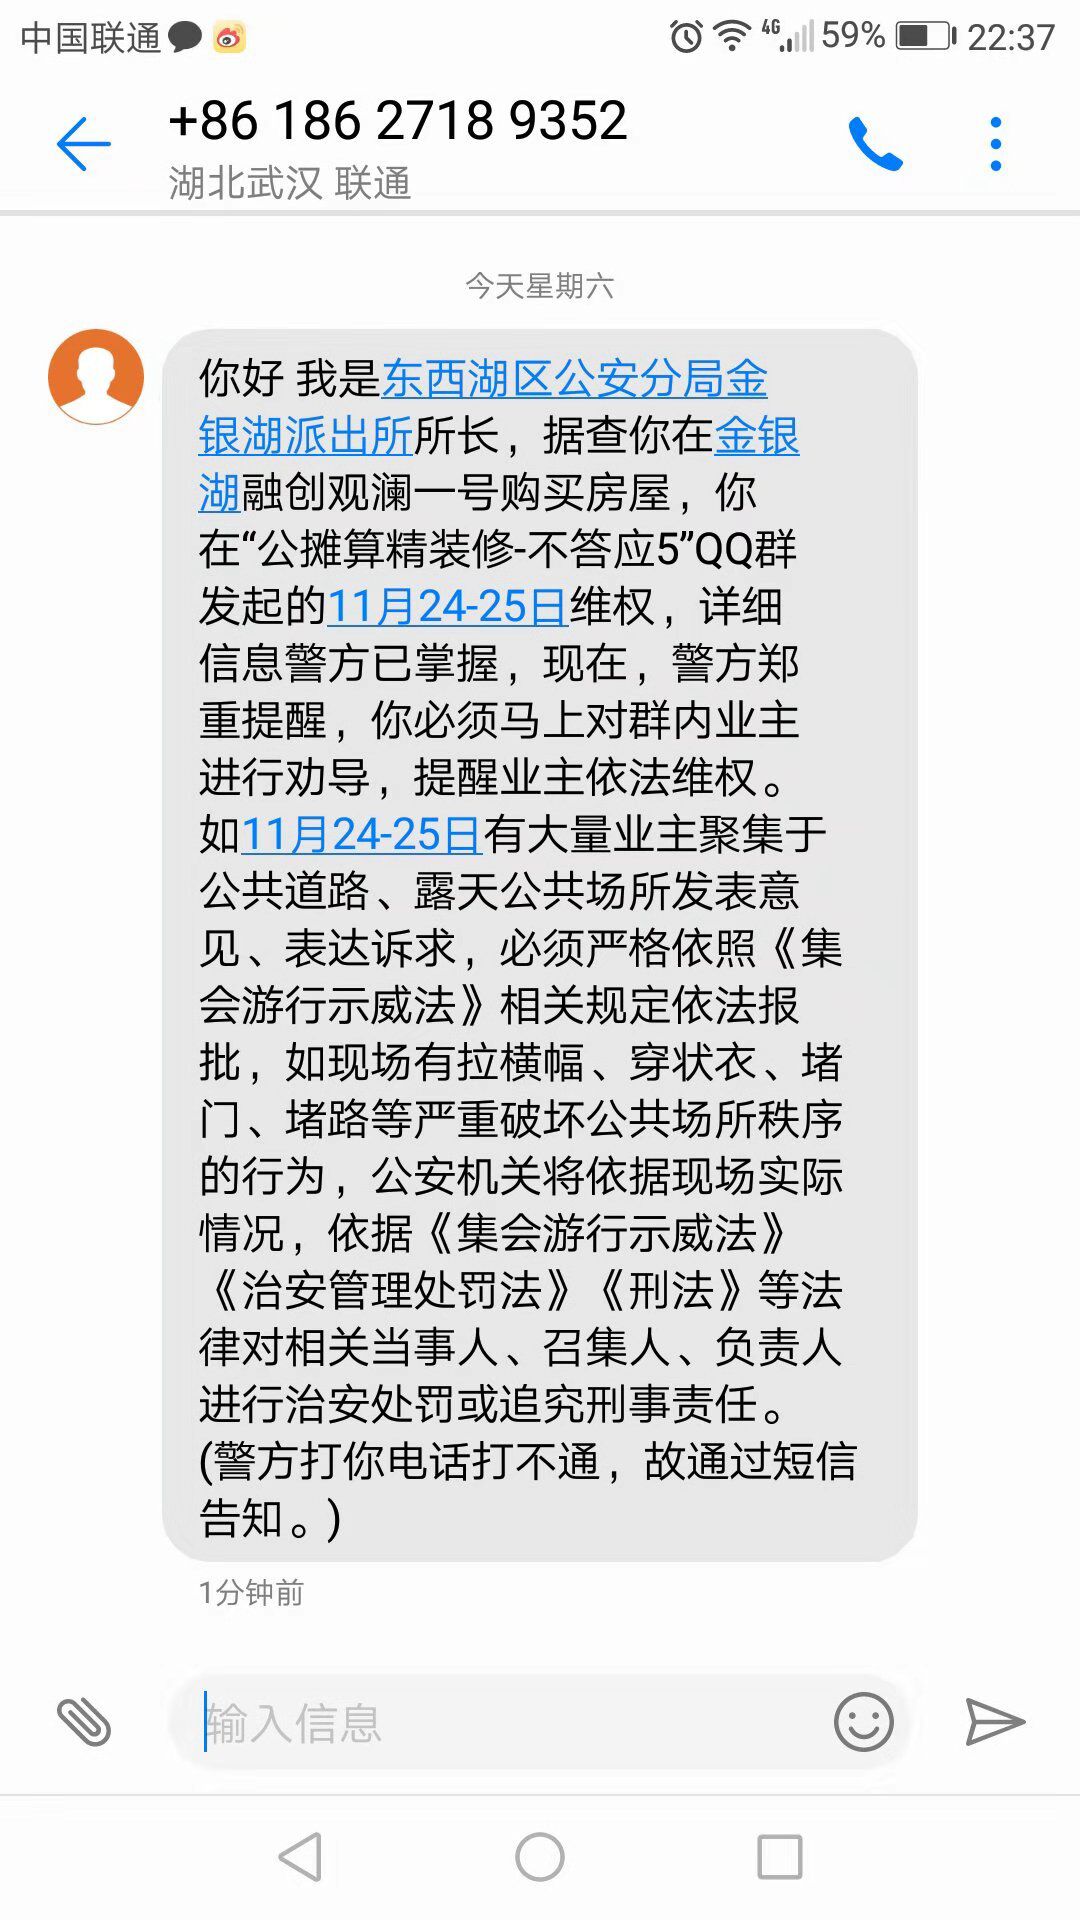 中国联通 4G 59% 22:37
+86 186 2718 9352
湖北武汉 联通
今天星期六
你好 我是东西湖区公安分局金
银湖派出所所长，据查你在金银
湖融创观澜一号购买房屋，你
在“公摊算精装修-不答应5”QQ群
发起的11月24-25日维权，详细
信息警方已掌握，现在，警方郑
重提醒，你必须马上对群内业主
进行劝导，提醒业主依法维权。
如11月24-25日有大量业主聚集于
公共道路、露天公共场所发表意
见、表达诉求，必须严格依照《集
会游行示威法》相关规定依法报
批，如现场有拉横幅、穿状衣、堵
门、堵路等严重破坏公共场所秩序
的行为，公安机关将依据现场实际
情况，依据《集会游行示威法》
《治安管理处罚法》《刑法》等法
律对相关当事人、召集人、负责人
进行治安处罚或追究刑事责任。
(警方打你电话打不通，故通过短信
告知。)
1分钟前
输入信息